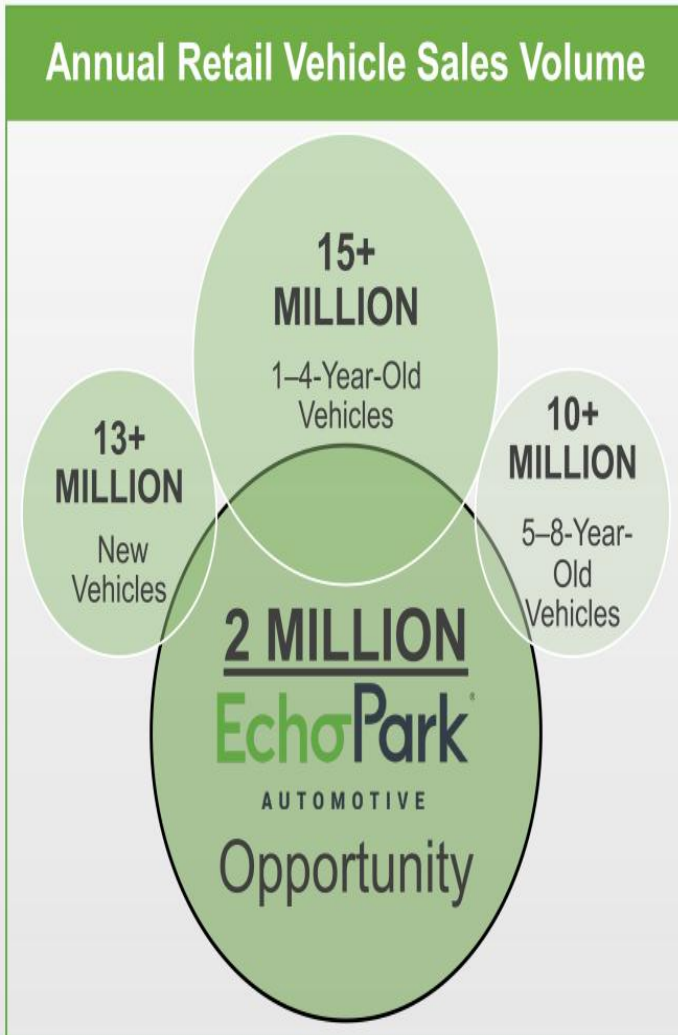 Annual Retail Vehicle Sales Volume
15+
MILLION
1–4-Year-Old
Vehicles
13+
MILLION
New
Vehicles
10+
MILLION
5–8-Year-
Old
Vehicles
2 MILLION
EchoPark®
AUTOMOTIVE
Opportunity